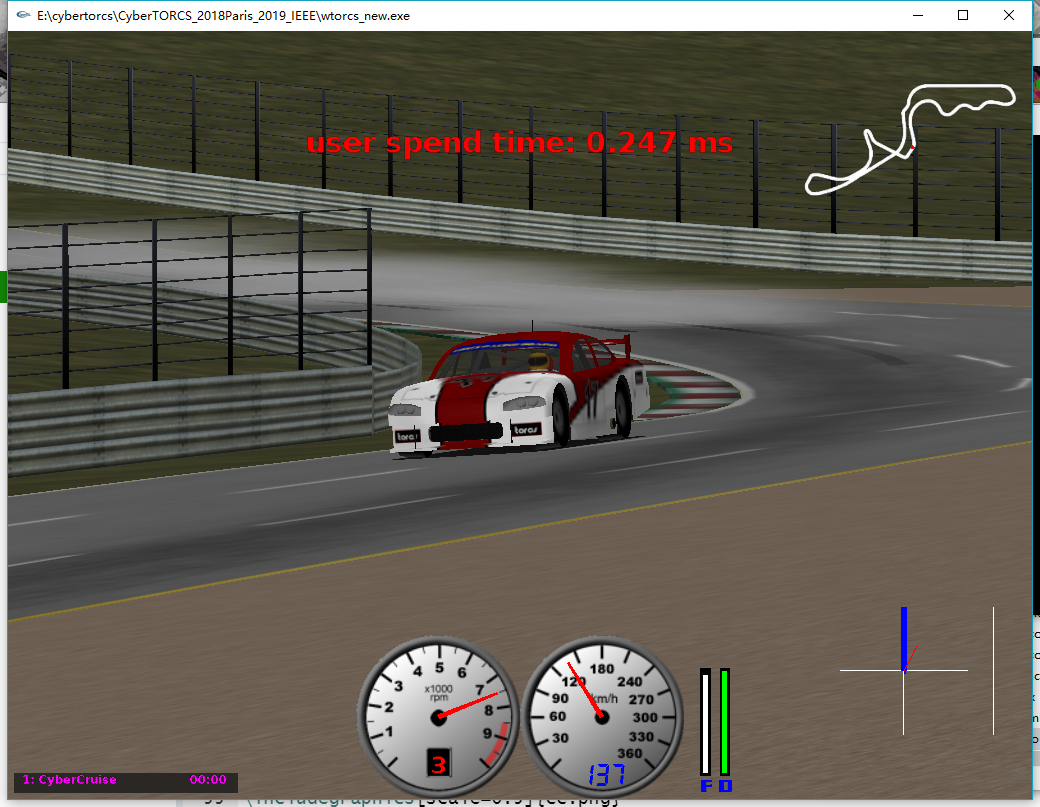 E:\cybertorcs\CyberTORCS_2018Paris_2019_IEEE\wtorcs_new.exe
user spend time: 0.247 ms
17
torcs
torcs
1
2
3
4
5
6
7
8
9
x1000
rpm
3
30
60
90
120
180
240
270
300
330
360
km/h
137
F D
1: CyberCruise 00:00